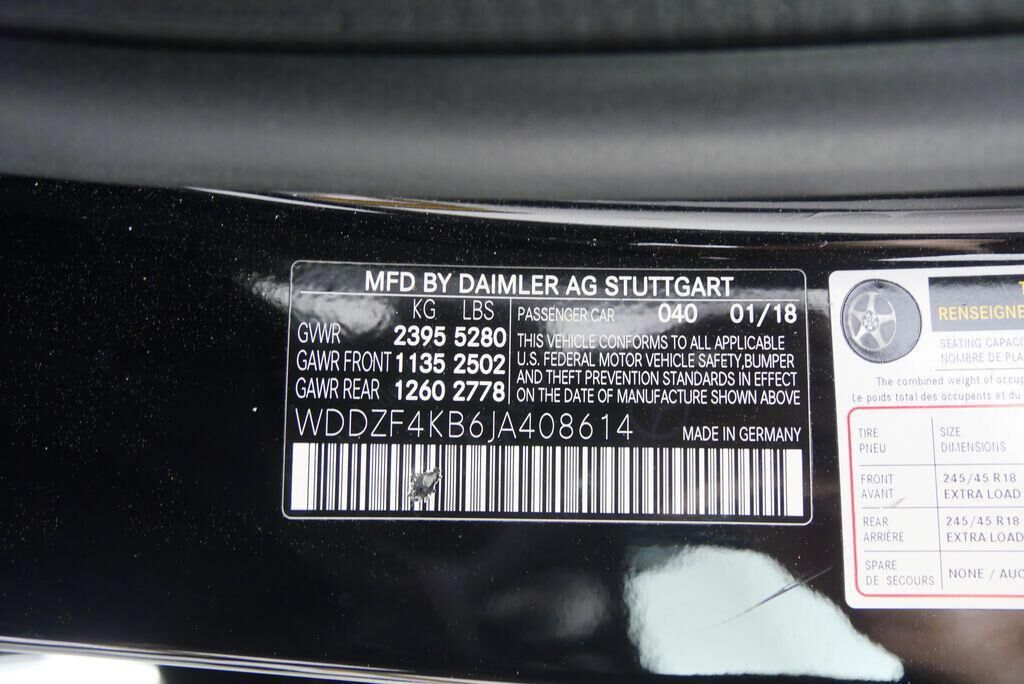 MFD BY DAIMLER AG STUTTGART
KG LBS
GVWR 2395 5280
GAWR FRONT 1135 2502
GAWR REAR 1260 2778
PASSENGER CAR 040 01/18
THIS VEHICLE CONFORMS TO ALL APPLICABLE
U.S. FEDERAL MOTOR VEHICLE SAFETY,BUMPER
AND THEFT PREVENTION STANDARDS IN EFFECT
ON THE DATE OF MANUFACTURE SHOWN ABOVE
WDDZF4KB6JA408614
MADE IN GERMANY
RENSEIGNE
SEATING CAPACI
NOMBRE DE PLA
The combined weight of occup
Le poids total des occupants et du
TIRE SIZE
PNEU DIMENSIONS
FRONT 245/45 R18
AVANT EXTRA LOAD
REAR 245/45 R18
ARRIÈRE EXTRA LOAD
SPARE
DE SECOURS NONE / AUC